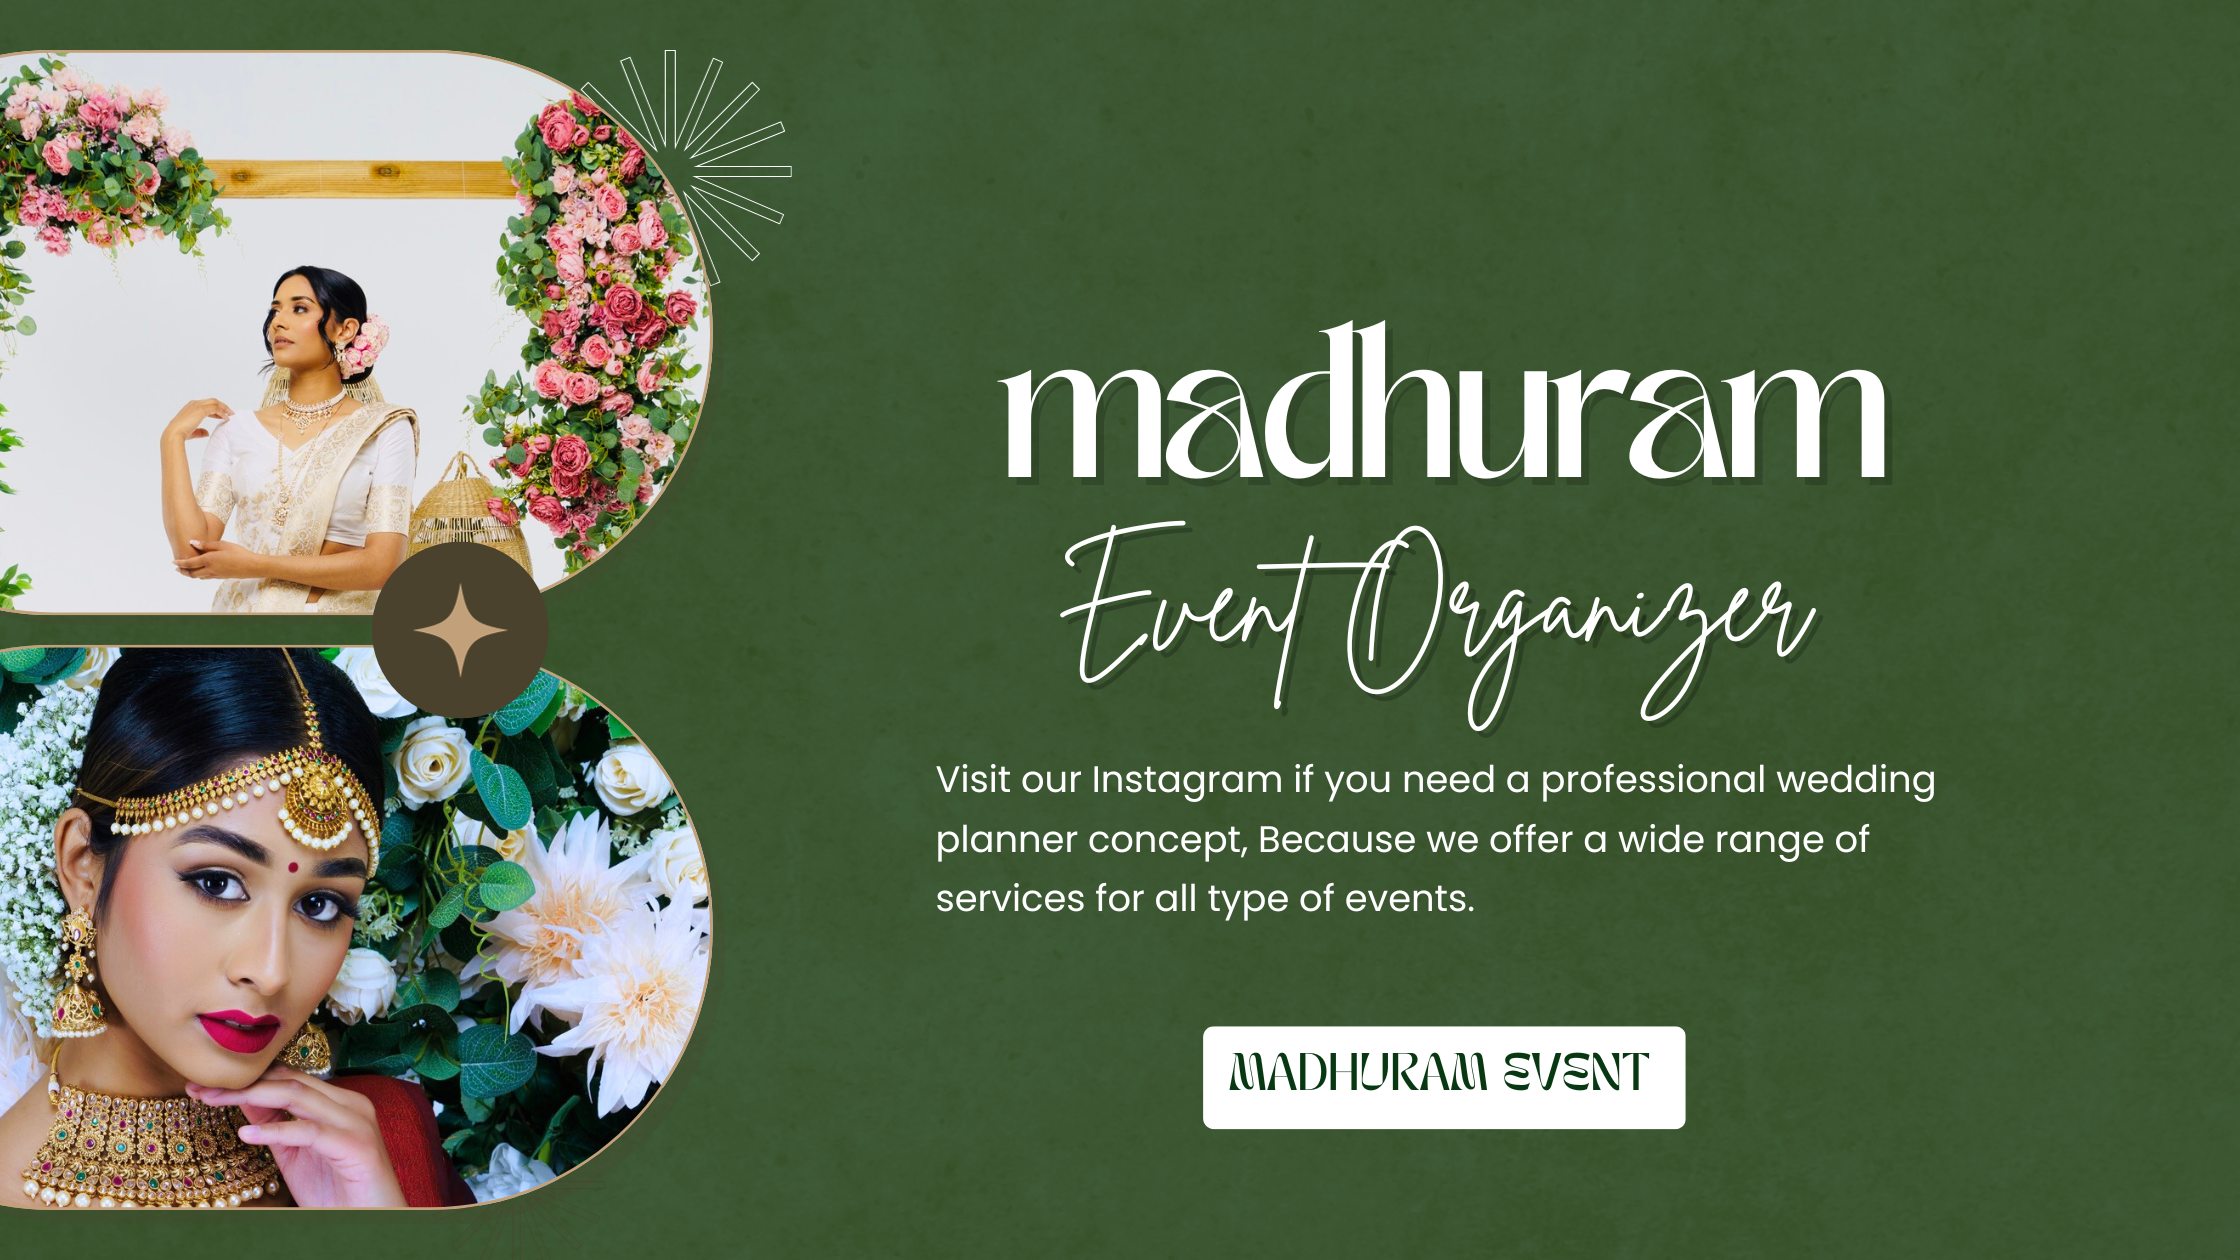 madhuram
Event Organizer
Visit our Instagram if you need a professional wedding
planner concept, Because we offer a wide range of
services for all type of events.
MADHURAM EVENT